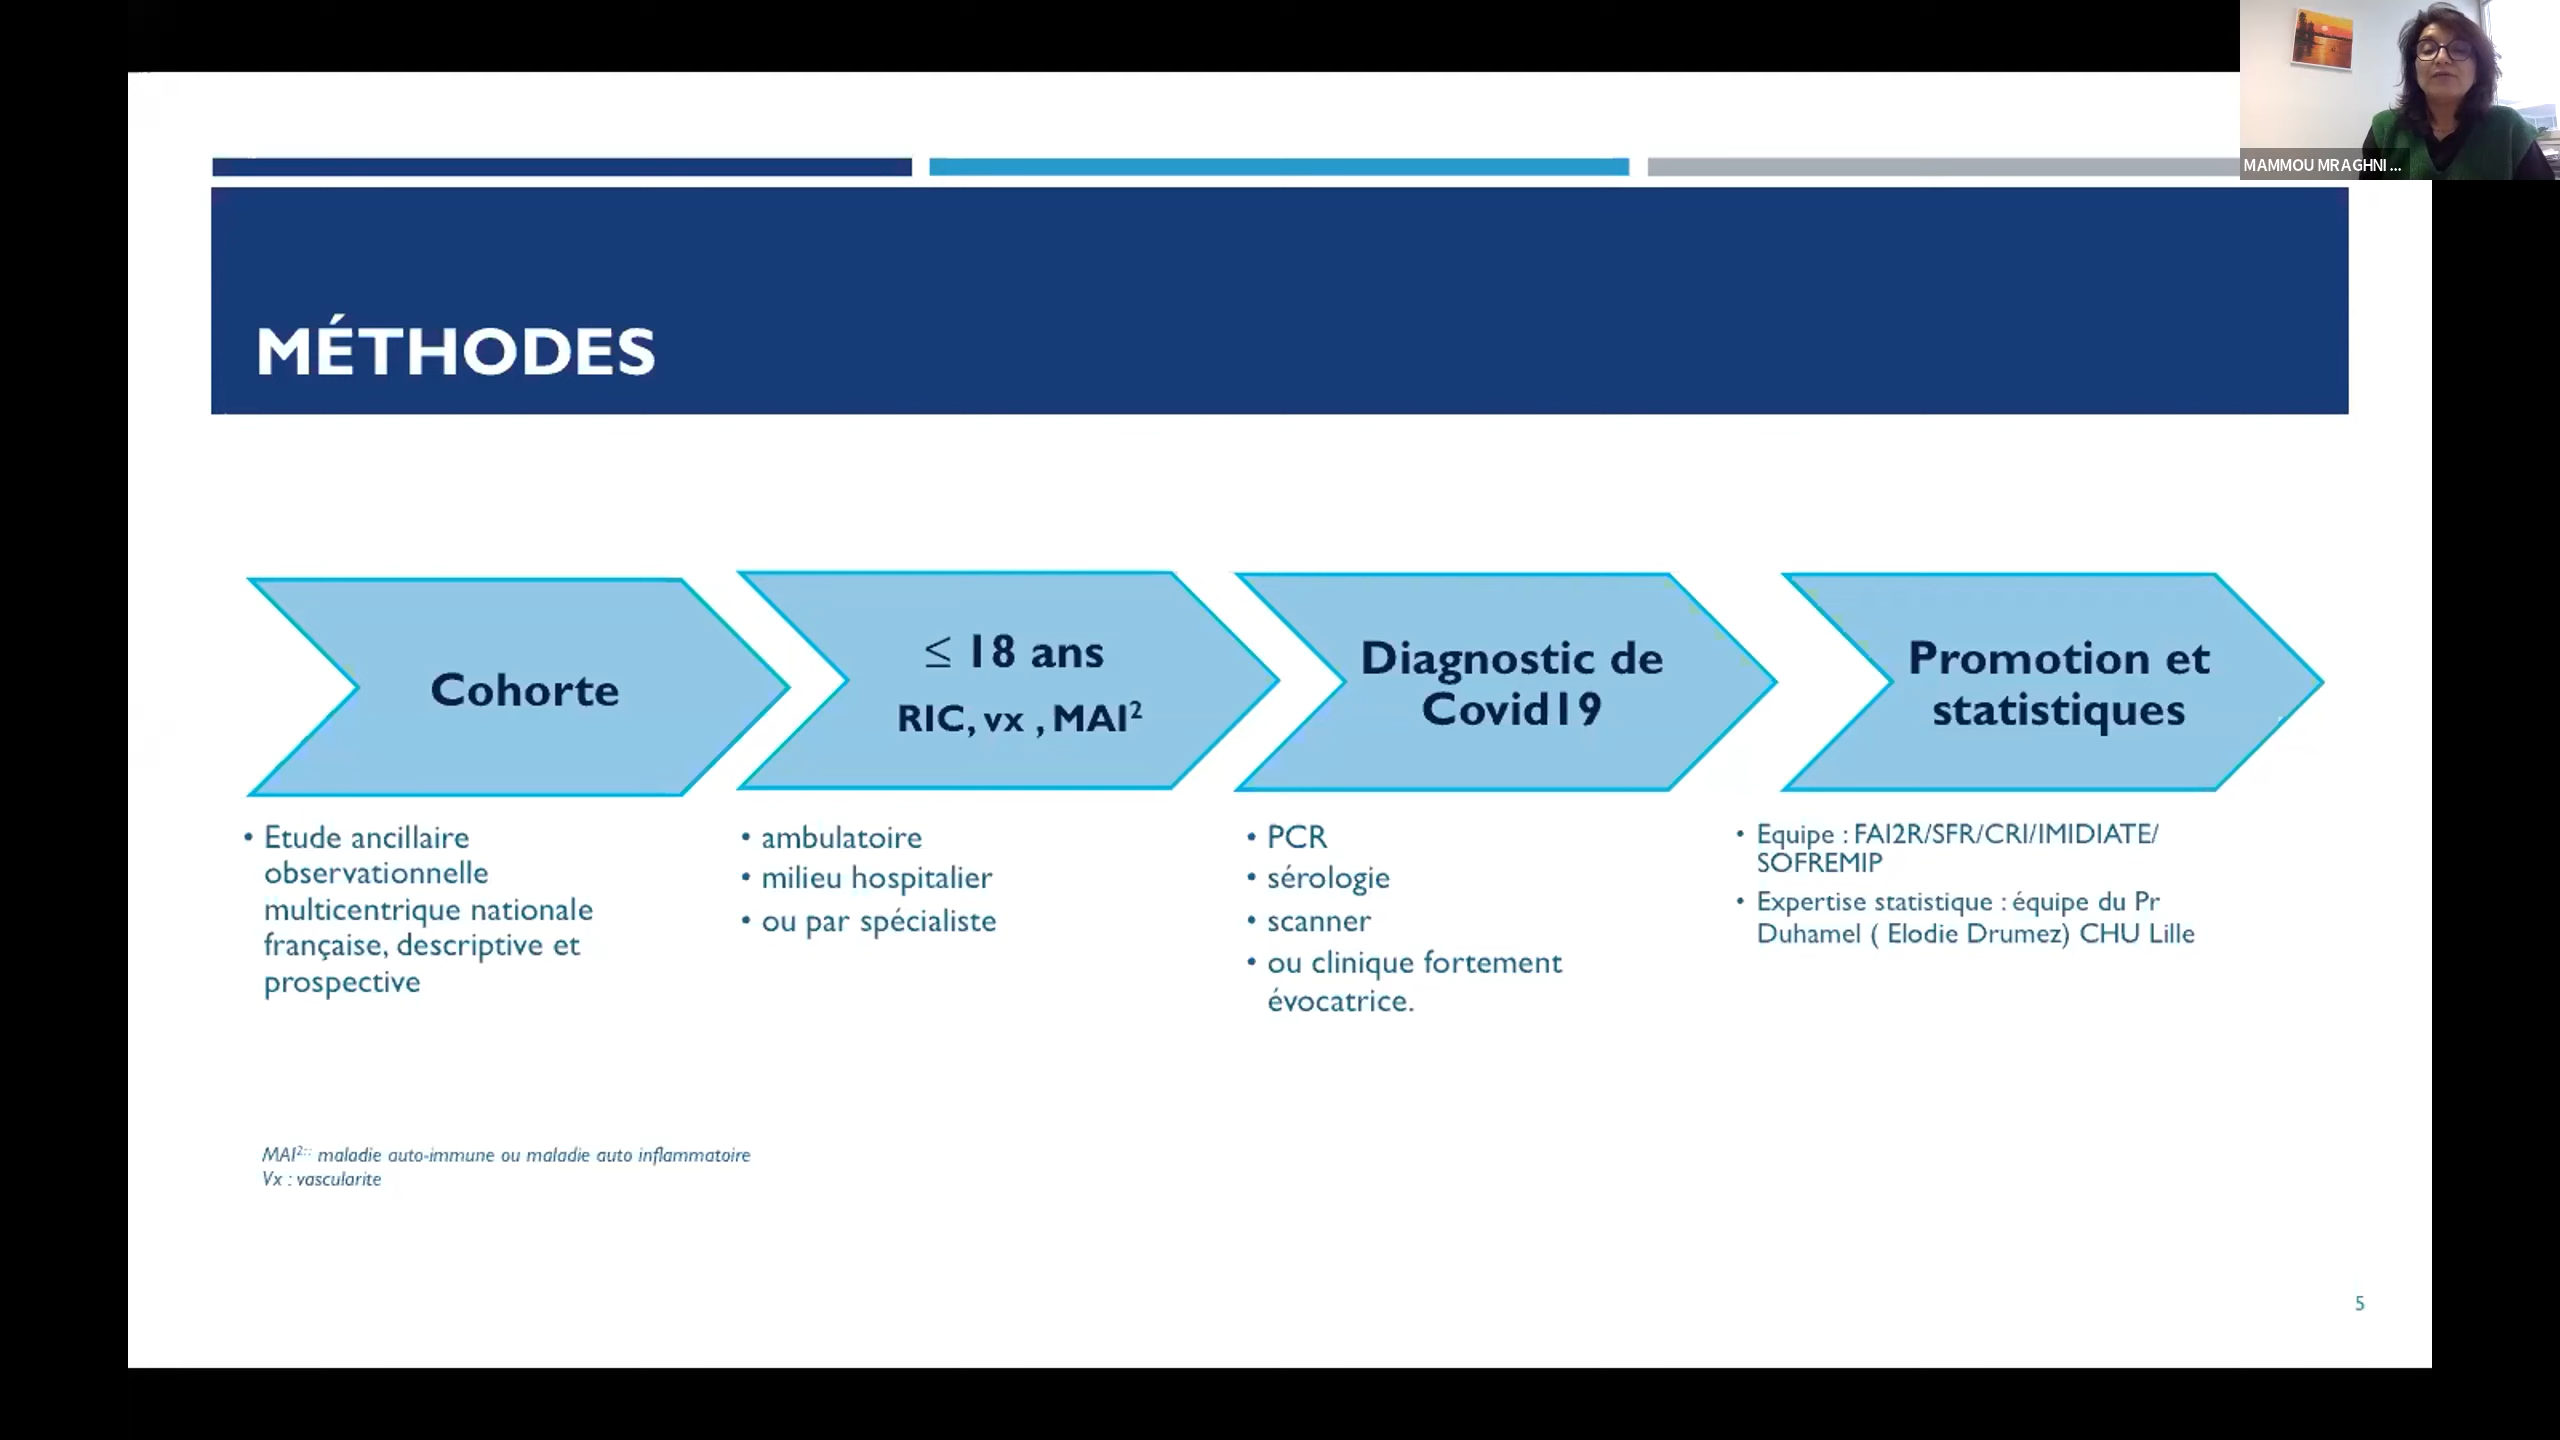 MAMMOU MRAGHNI ...
MÉTHODES
Cohorte
≤ 18 ans
RIC, vx , MAI²
Diagnostic de
Covid19
Promotion et
statistiques
• Etude ancillaire
observationnelle
multicentrique nationale
française, descriptive et
prospective
• ambulatoire
• milieu hospitalier
• ou par spécialiste
• PCR
• sérologie
• scanner
• ou clinique fortement
évocatrice.
• Equipe : FAI2R/SFR/CRI/IMIDIATE/
SOFREMIP
• Expertise statistique : équipe du Pr
Duhamel ( Elodie Drumez) CHU Lille
MAI²:: maladie auto-immune ou maladie auto inflammatoire
Vx : vascularite
5